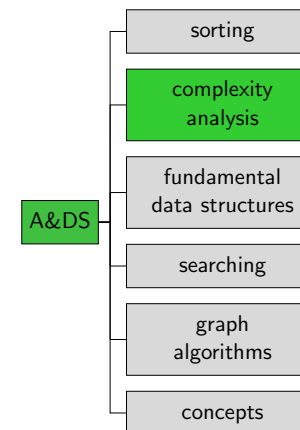 sorting
complexity
analysis
fundamental
data structures
A&DS
searching
graph
algorithms
concepts